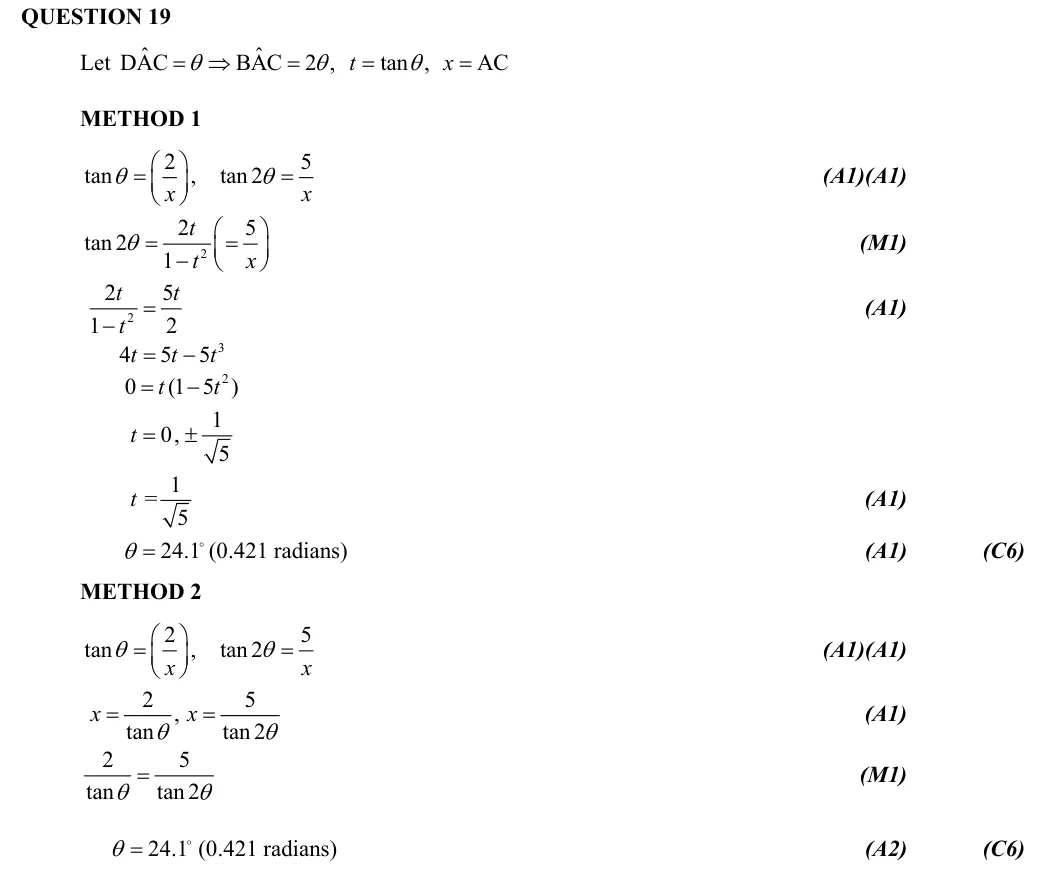 QUESTION 19
Let DÂC = θ ⇒ BÂC = 2θ, t = tan θ, x = AC
METHOD 1
tan θ = (2/x), tan 2θ = 5/x (A1)(A1)
tan 2θ = 2t/(1 − t²) (= 5/x) (M1)
2t/(1 − t²) = 5t/2 (A1)
4t = 5t − 5t³
0 = t(1 − 5t²)
t = 0, ± 1/√5
t = 1/√5 (A1)
θ = 24.1° (0.421 radians) (A1) (C6)
METHOD 2
tan θ = (2/x), tan 2θ = 5/x (A1)(A1)
x = 2/tan θ, x = 5/tan 2θ (A1)
2/tan θ = 5/tan 2θ (M1)
θ = 24.1° (0.421 radians) (A2) (C6)